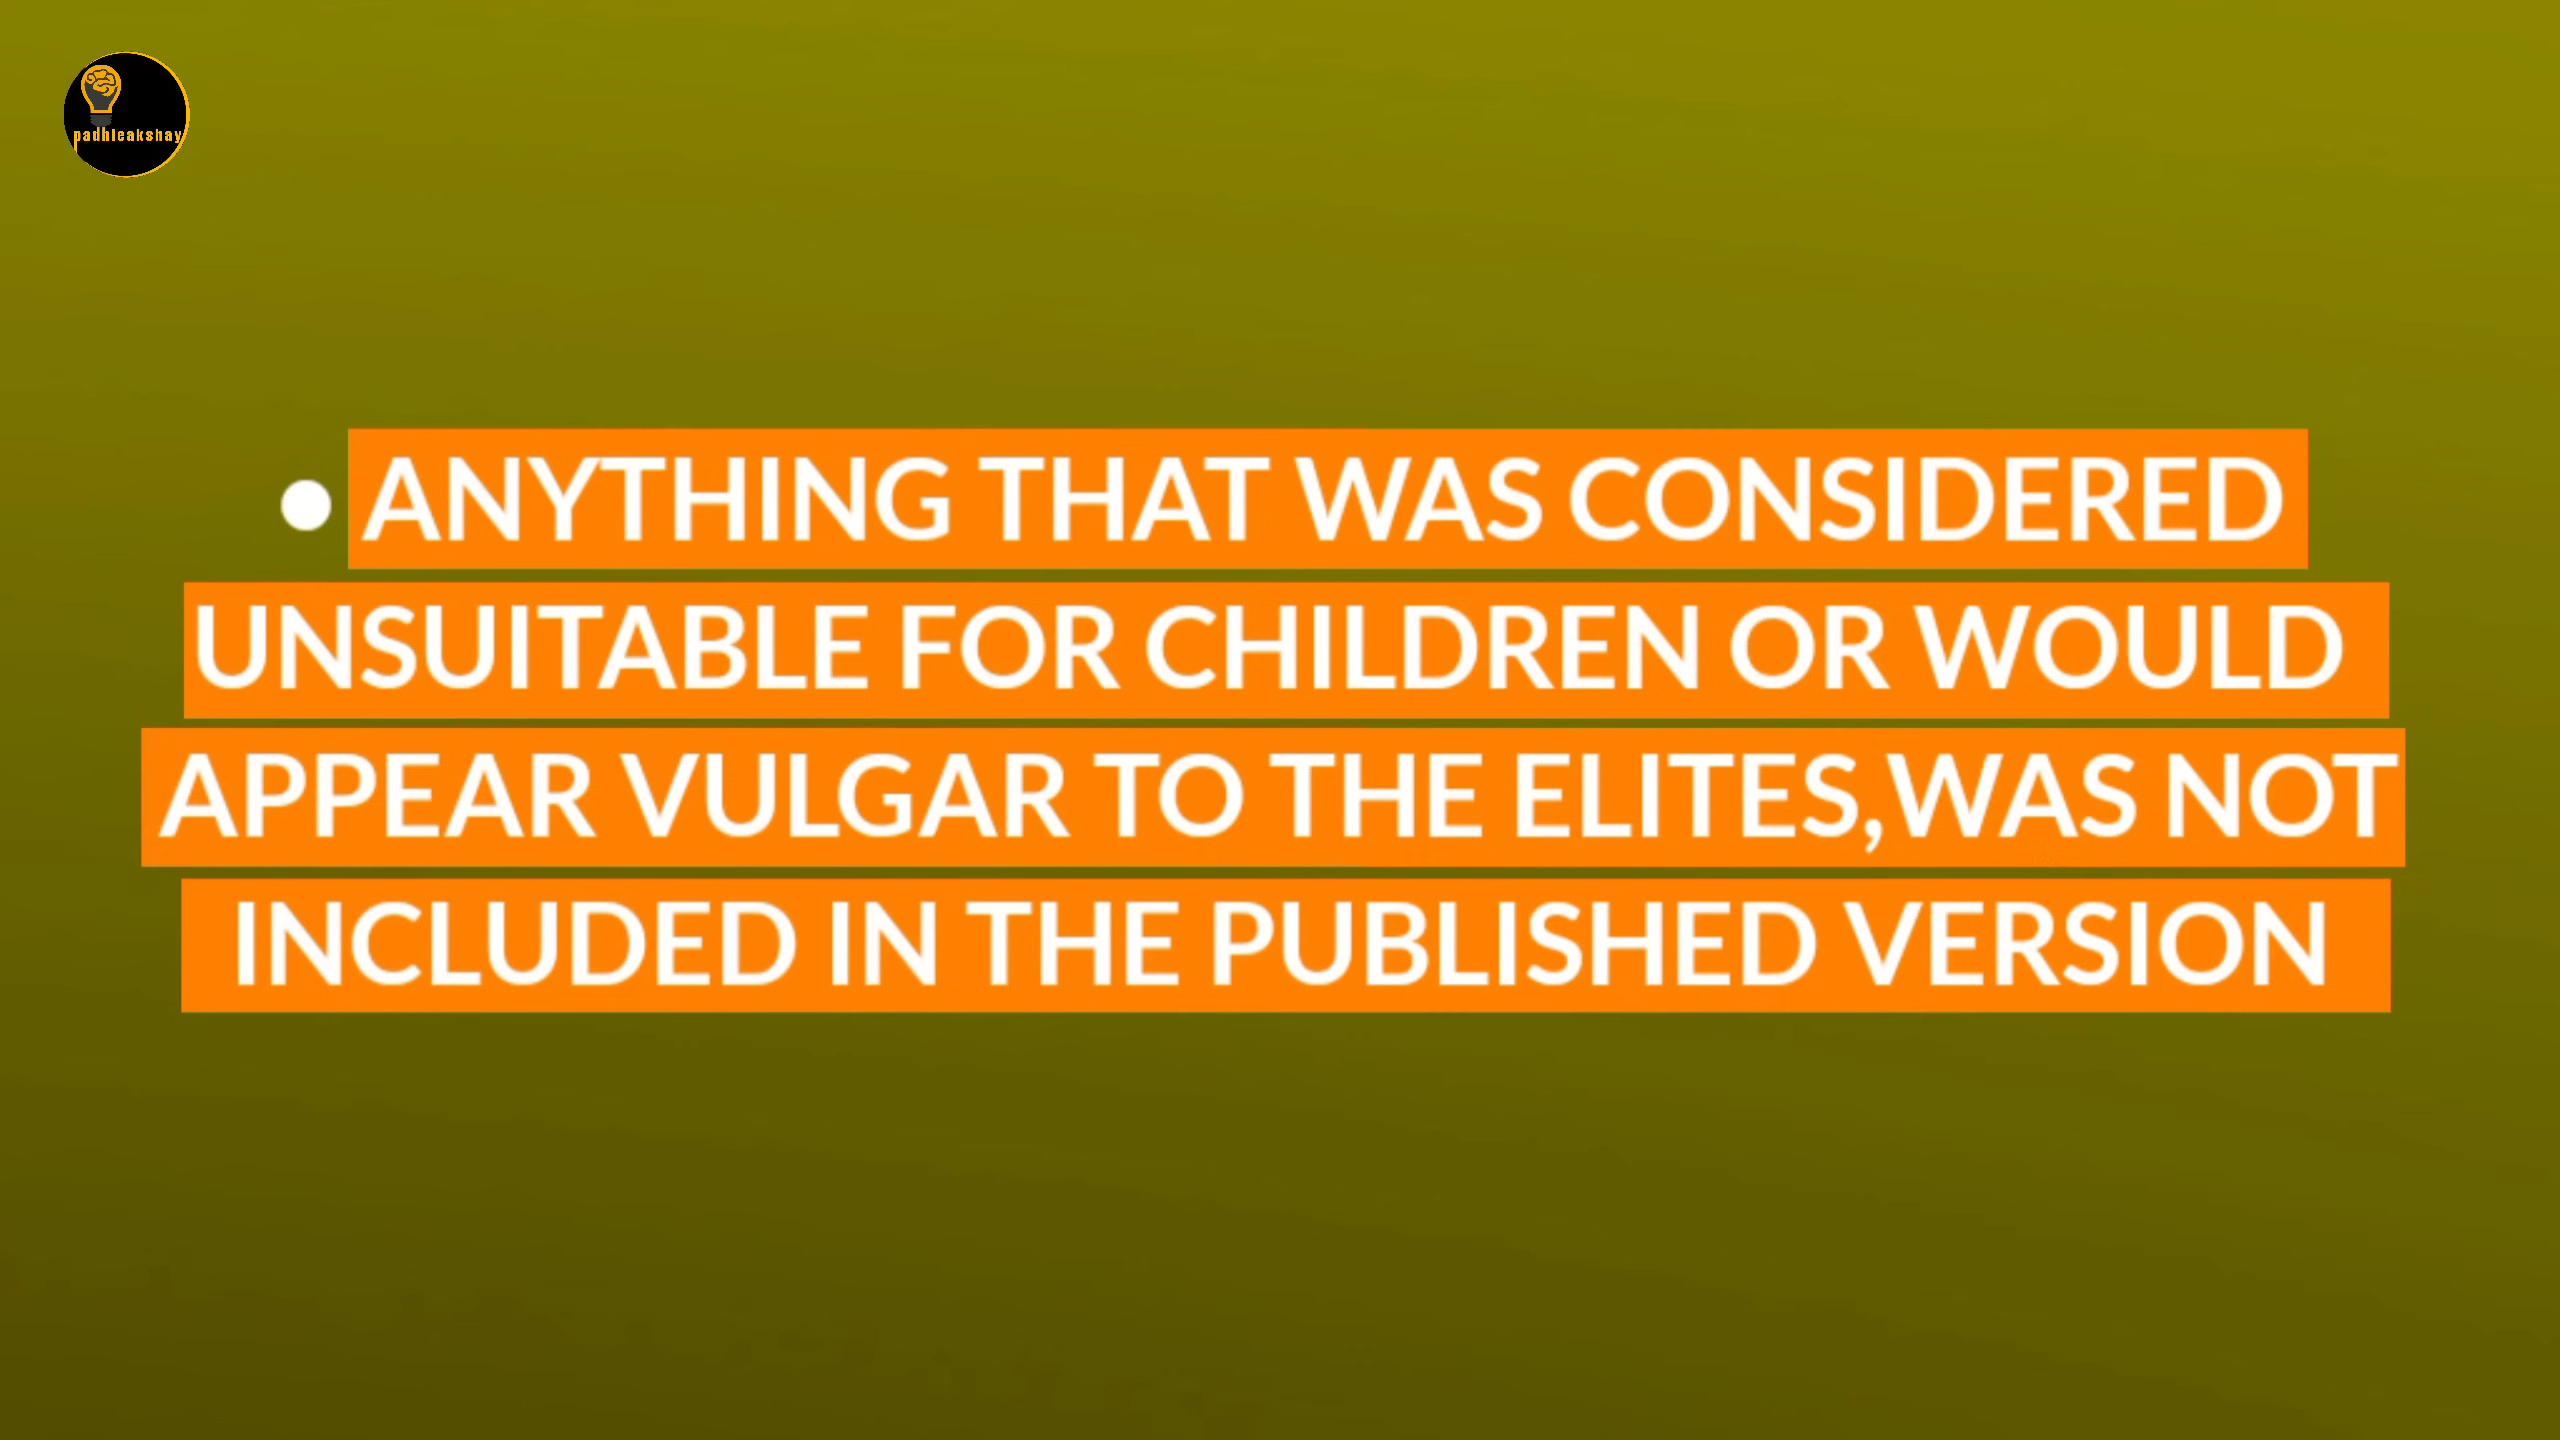 padhleakshay
• ANYTHING THAT WAS CONSIDERED
UNSUITABLE FOR CHILDREN OR WOULD
APPEAR VULGAR TO THE ELITES,WAS NOT
INCLUDED IN THE PUBLISHED VERSION